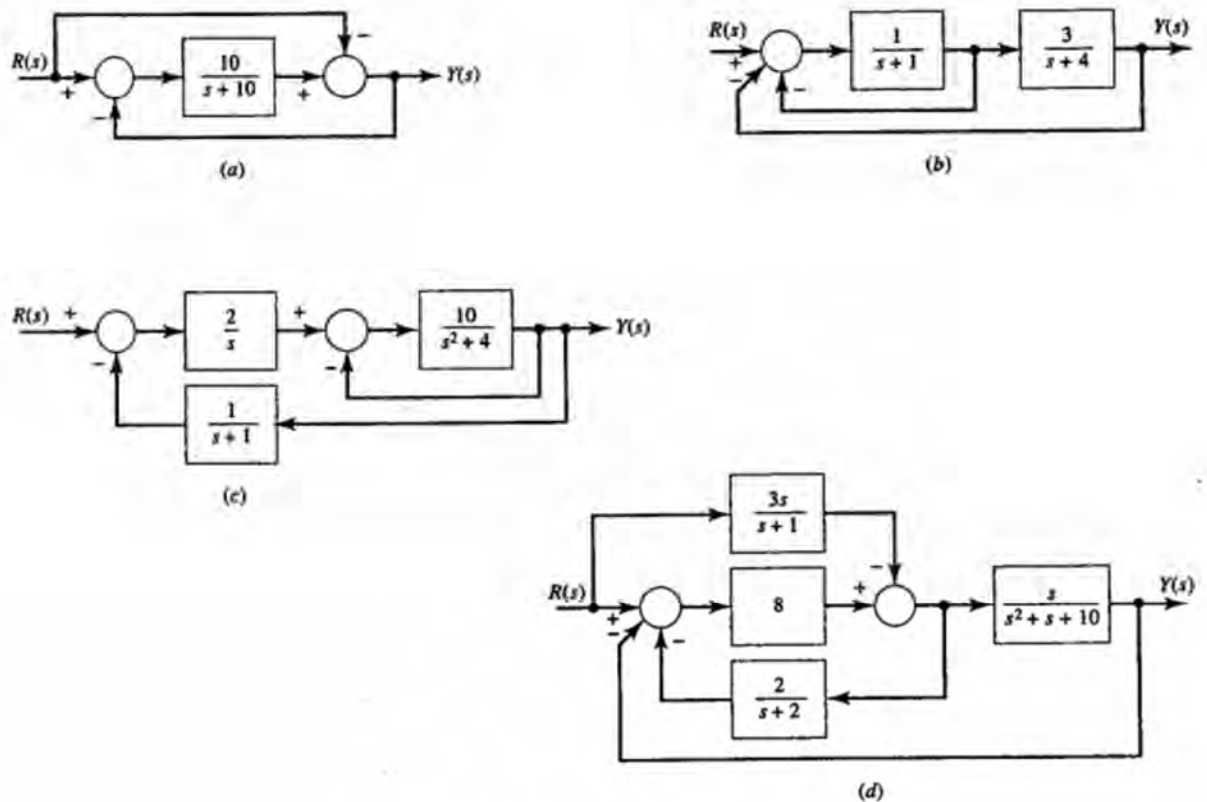 R(s)
+
−
10
s + 10
+
−
Y(s)
(a)
R(s)
+
−
−
1
s + 1
3
s + 4
Y(s)
(b)
R(s)
+
−
2
s
+
−
10
s² + 4
Y(s)
1
s + 1
(c)
3s
s + 1
−
R(s)
+
−
−
8
+
s
s² + s + 10
Y(s)
2
s + 2
(d)